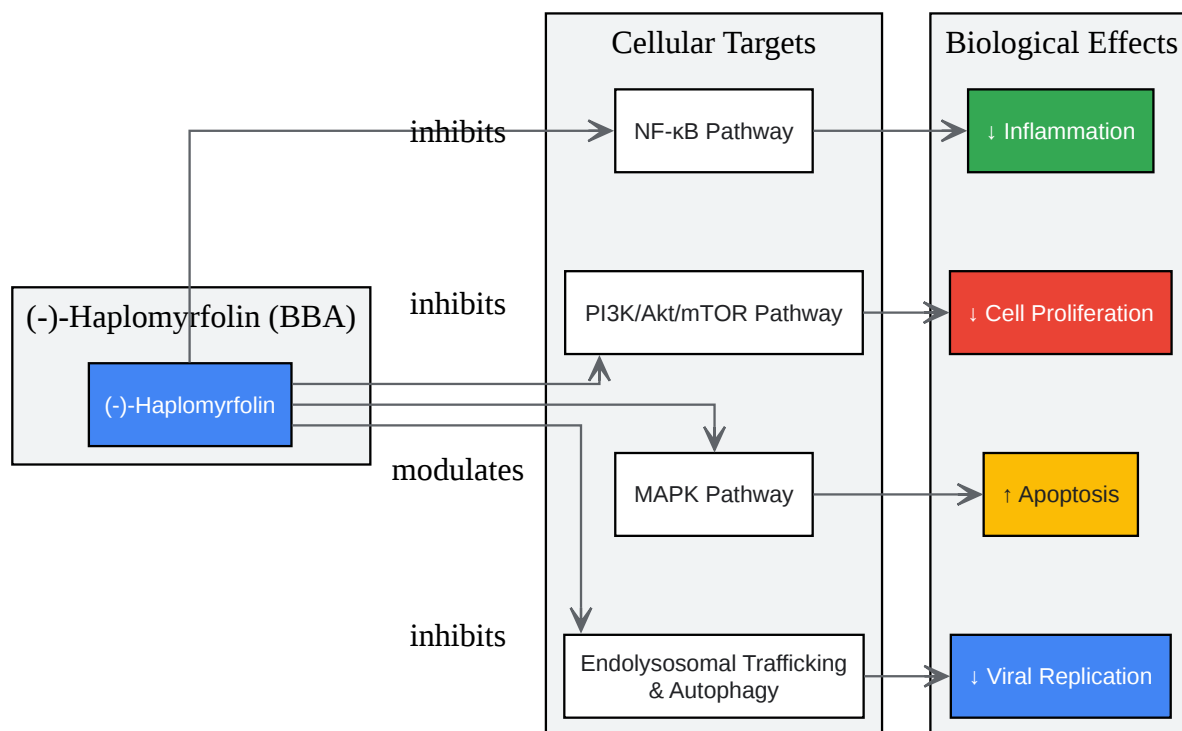 Cellular Targets
Biological Effects
inhibits
NF-κB Pathway
↓ Inflammation
(-)-Haplomyrfolin (BBA)
inhibits
PI3K/Akt/mTOR Pathway
↓ Cell Proliferation
(-)-Haplomyrfolin
modulates
MAPK Pathway
↑ Apoptosis
inhibits
Endolysosomal Trafficking
& Autophagy
↓ Viral Replication